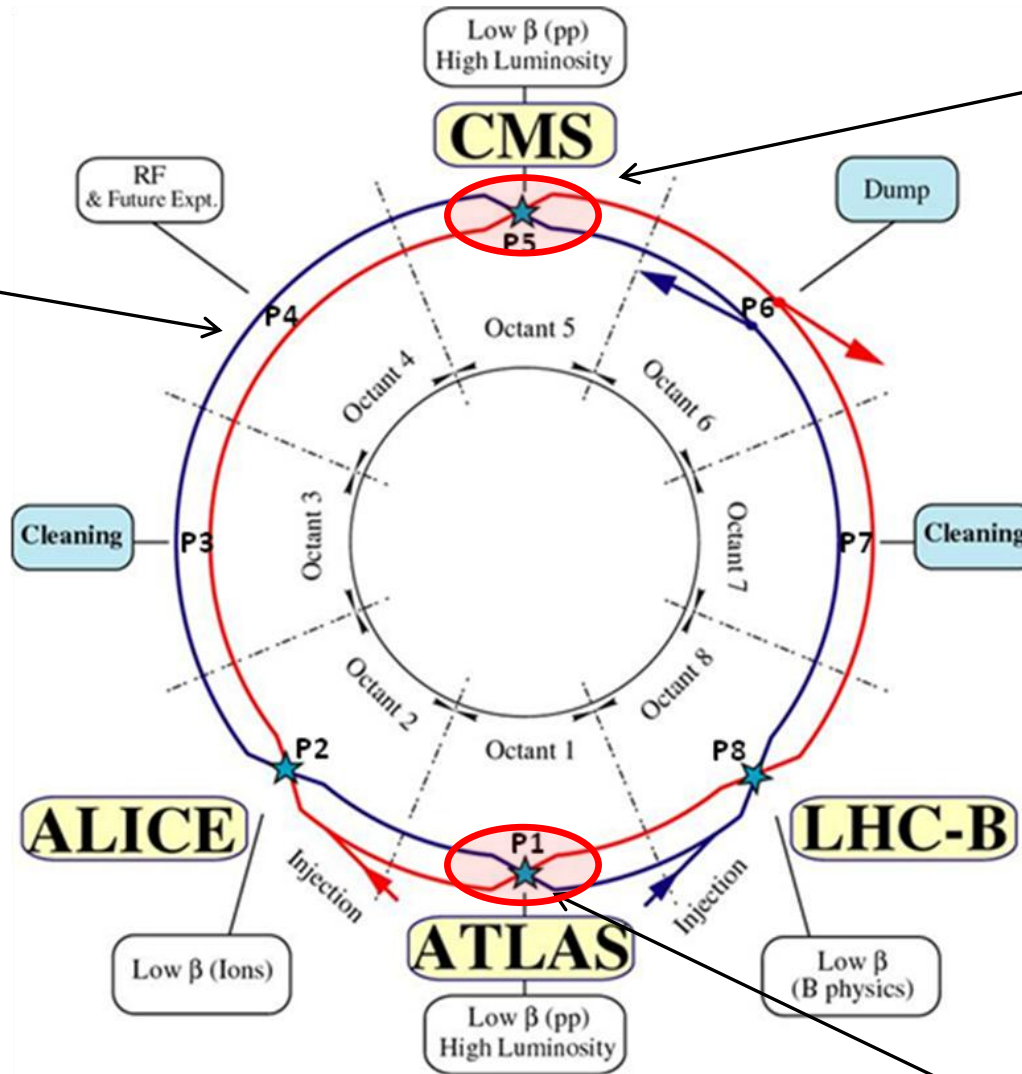 Low β (pp)
High Luminosity
CMS
RF
& Future Expt.
Dump
P5
P4
P6
Octant 5
Octant 4
Octant 6
Cleaning
P3
Octant 3
Octant 7
P7
Cleaning
Octant 2
Octant 8
P2
Octant 1
P8
ALICE
LHC-B
P1
Injection
Injection
ATLAS
Low β (Ions)
Low β
(B physics)
Low β (pp)
High Luminosity